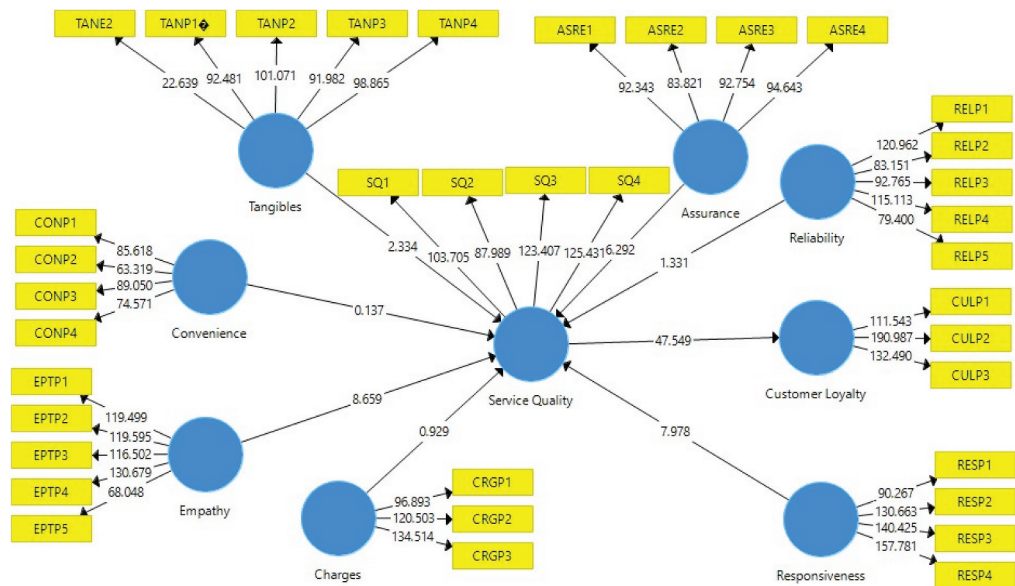 TANE2
TANP1�
TANP2
TANP3
TANP4
22.639
92.481
101.071
91.982
98.865
Tangibles
ASRE1
ASRE2
ASRE3
ASRE4
92.343
83.821
92.754
94.643
Assurance
RELP1
RELP2
RELP3
RELP4
RELP5
120.962
83.151
92.765
115.113
79.400
Reliability
SQ1
SQ2
SQ3
SQ4
103.705
87.989
123.407
125.431
2.334
6.292
1.331
CONP1
CONP2
CONP3
CONP4
85.618
63.319
89.050
74.571
Convenience
0.137
Service Quality
47.549
CULP1
CULP2
CULP3
111.543
190.987
132.490
Customer Loyalty
EPTP1
EPTP2
EPTP3
EPTP4
EPTP5
119.499
119.595
116.502
130.679
68.048
Empathy
8.659
0.929
7.978
CRGP1
CRGP2
CRGP3
96.893
120.503
134.514
Charges
RESP1
RESP2
RESP3
RESP4
90.267
130.663
140.425
157.781
Responsiveness